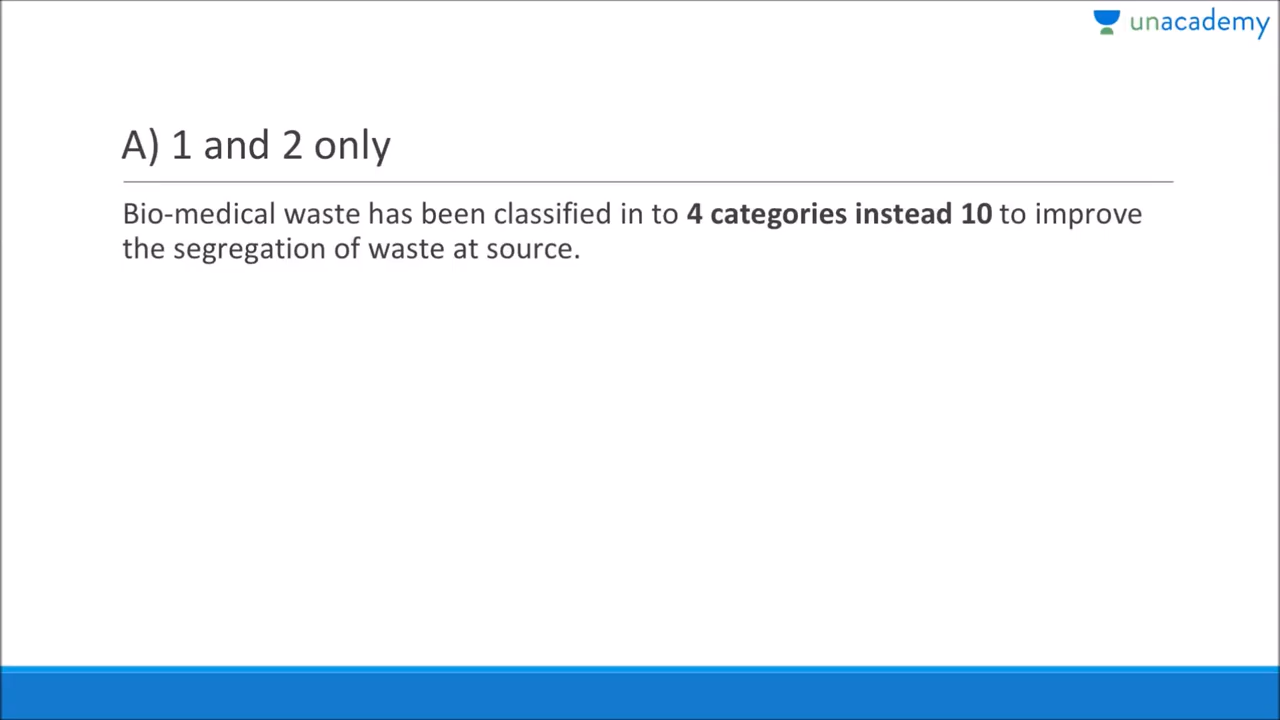 unacademy
A) 1 and 2 only
Bio-medical waste has been classified in to 4 categories instead 10 to improve
the segregation of waste at source.